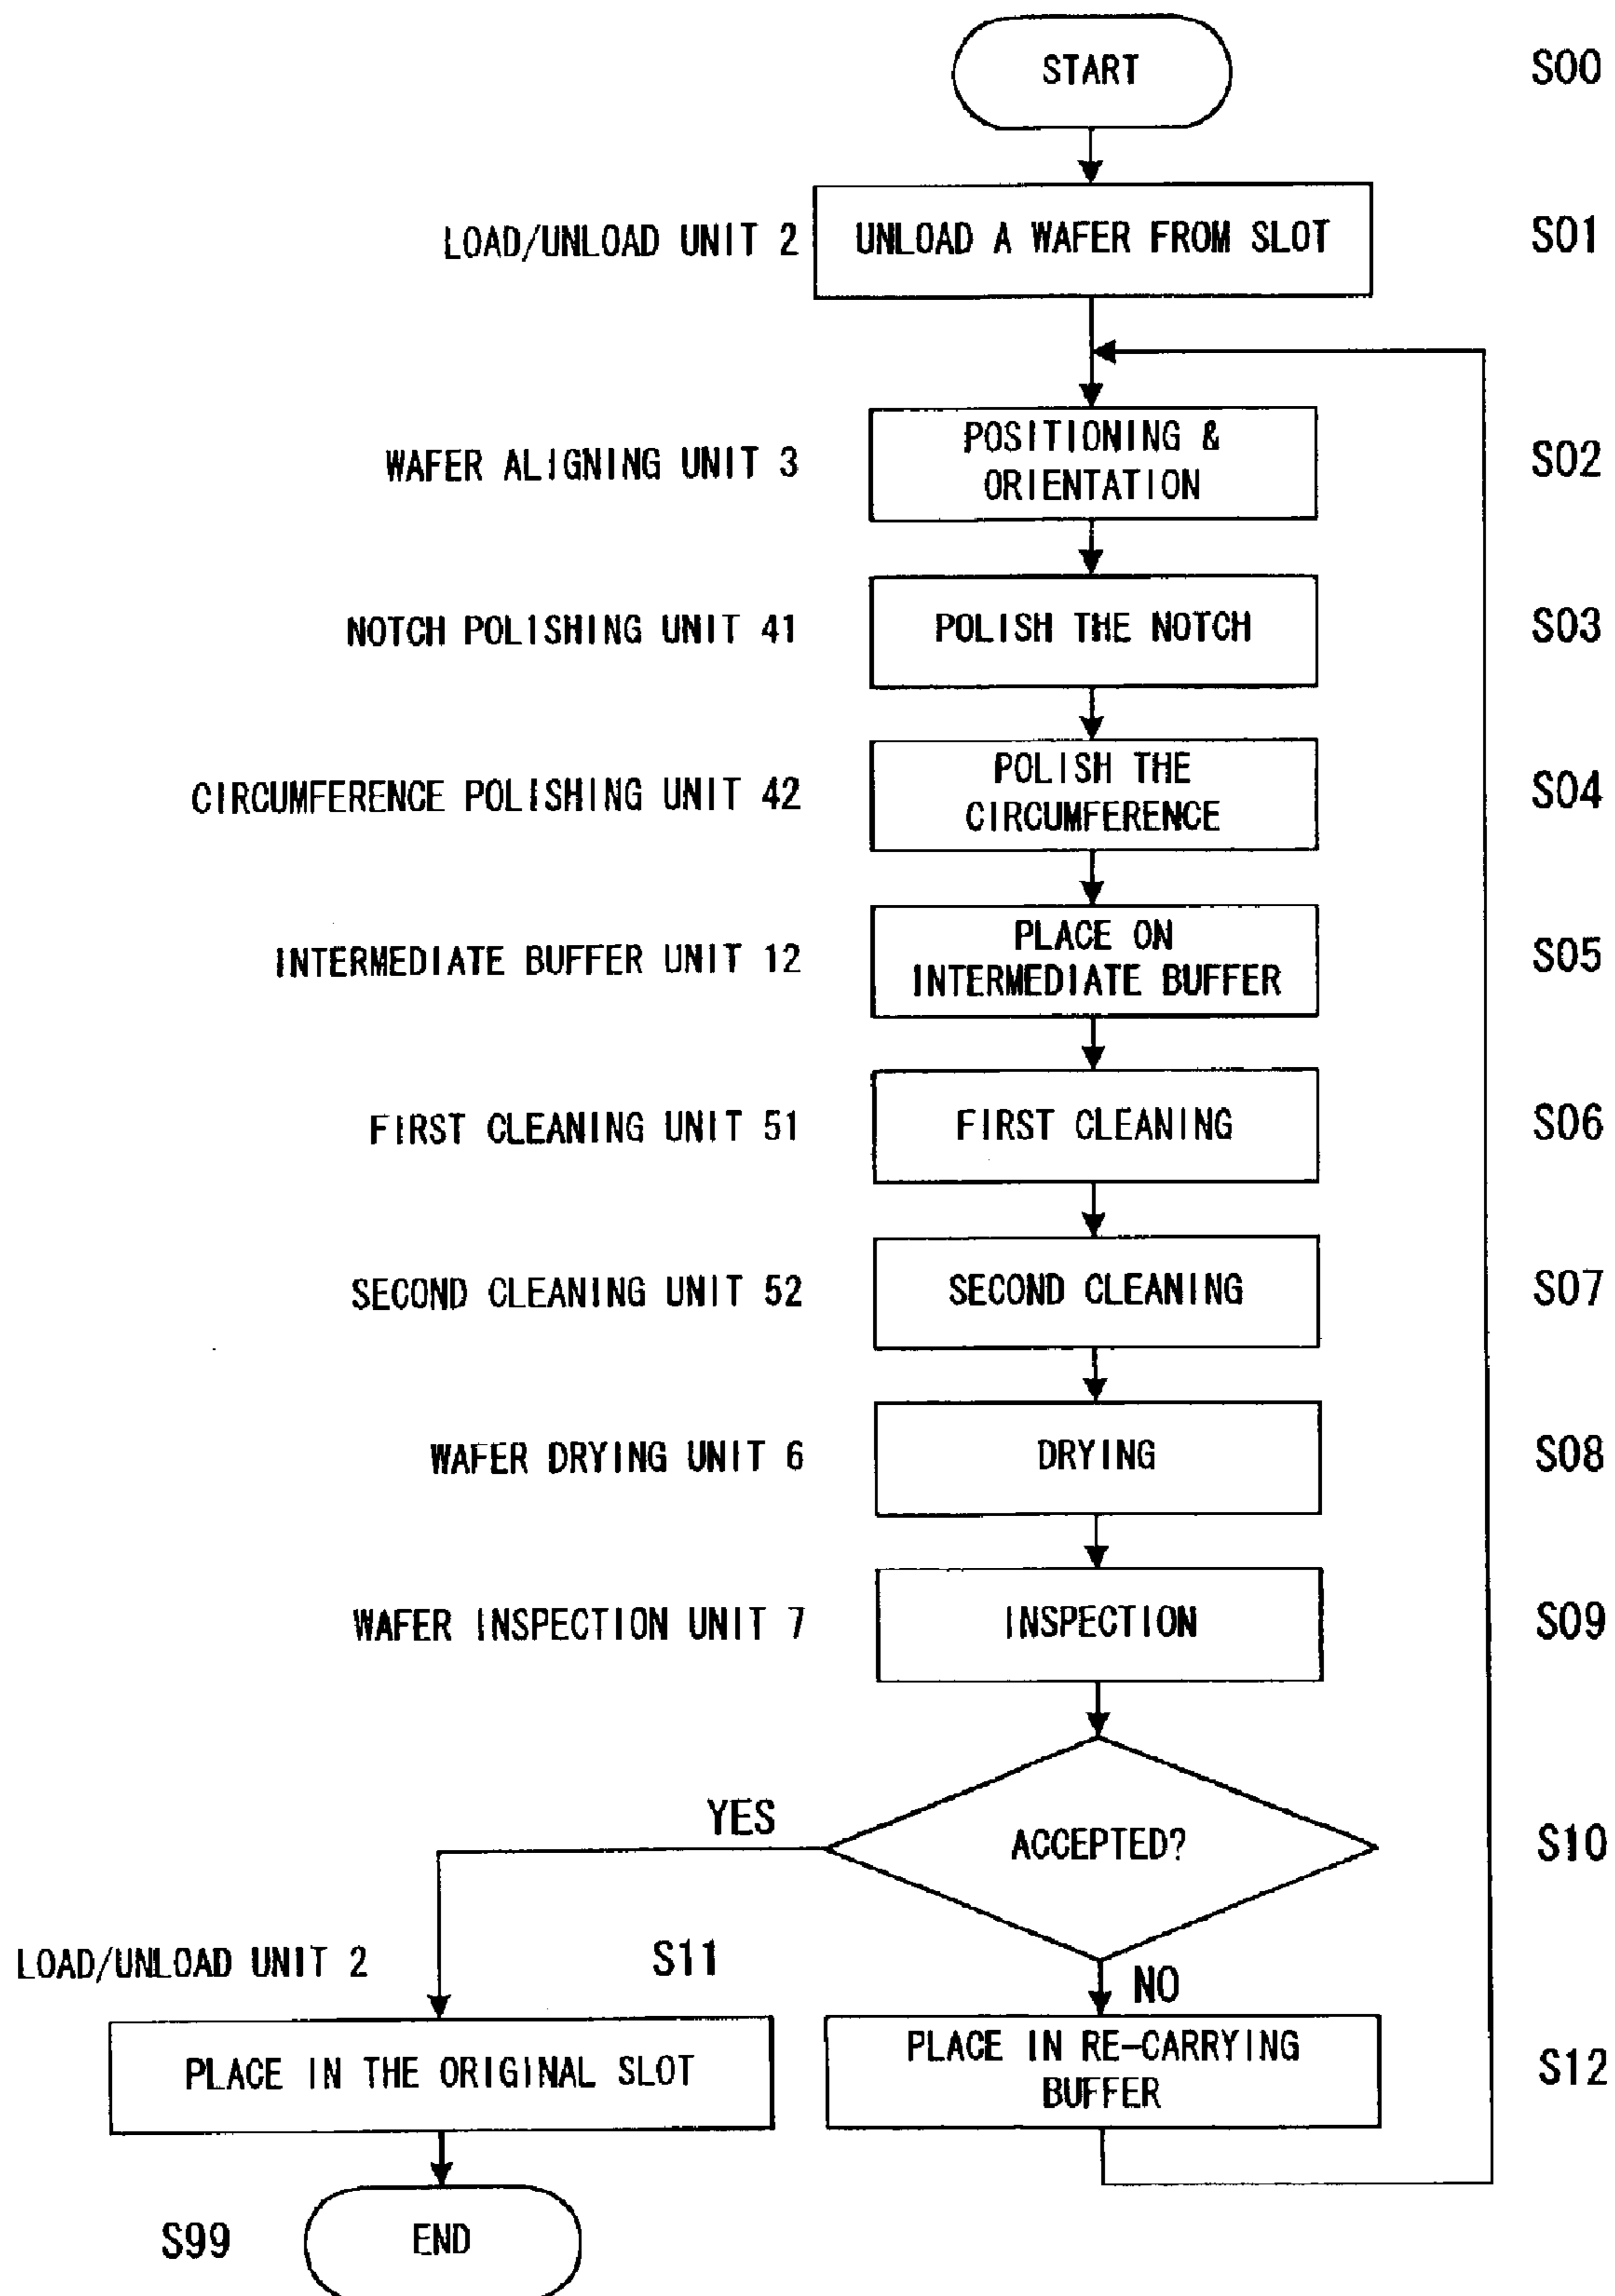 START
S00
LOAD/UNLOAD UNIT 2
UNLOAD A WAFER FROM SLOT
S01
WAFER ALIGNING UNIT 3
POSITIONING &
ORIENTATION
S02
NOTCH POLISHING UNIT 41
POLISH THE NOTCH
S03
CIRCUMFERENCE POLISHING UNIT 42
POLISH THE
CIRCUMFERENCE
S04
INTERMEDIATE BUFFER UNIT 12
PLACE ON
INTERMEDIATE BUFFER
S05
FIRST CLEANING UNIT 51
FIRST CLEANING
S06
SECOND CLEANING UNIT 52
SECOND CLEANING
S07
WAFER DRYING UNIT 6
DRYING
S08
WAFER INSPECTION UNIT 7
INSPECTION
S09
YES
ACCEPTED?
S10
LOAD/UNLOAD UNIT 2
S11
NO
PLACE IN THE ORIGINAL SLOT
PLACE IN RE-CARRYING
BUFFER
S12
S99
END